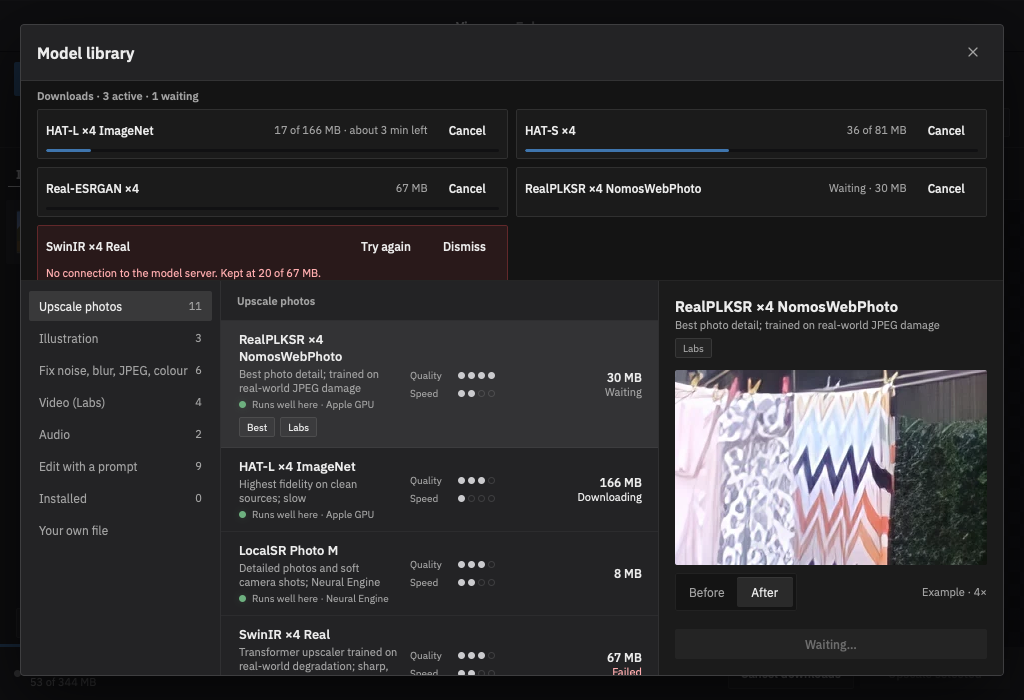 Model library
Downloads · 3 active · 1 waiting
HAT-L ×4 ImageNet
17 of 166 MB · about 3 min left
Cancel
HAT-S ×4
36 of 81 MB
Cancel
Real-ESRGAN ×4
67 MB
Cancel
RealPLKSR ×4 NomosWebPhoto
Waiting · 30 MB
Cancel
SwinIR ×4 Real
Try again
Dismiss
No connection to the model server. Kept at 20 of 67 MB.
Upscale photos 11
Illustration 3
Fix noise, blur, JPEG, colour 6
Video (Labs) 4
Audio 2
Edit with a prompt 9
Installed 0
Your own file
Upscale photos
RealPLKSR ×4
NomosWebPhoto
Best photo detail; trained on
real-world JPEG damage
Runs well here · Apple GPU
Best
Labs
Quality
Speed
30 MB
Waiting
HAT-L ×4 ImageNet
Highest fidelity on clean
sources; slow
Runs well here · Apple GPU
Quality
Speed
166 MB
Downloading
LocalSR Photo M
Detailed photos and soft
camera shots; Neural Engine
Runs well here · Neural Engine
Quality
Speed
8 MB
SwinIR ×4 Real
Transformer upscaler trained on
real-world degradation; sharp,
Quality
Speed
67 MB
Failed
RealPLKSR ×4 NomosWebPhoto
Best photo detail; trained on real-world JPEG damage
Labs
Before
After
Example · 4×
Waiting…
53 of 344 MB